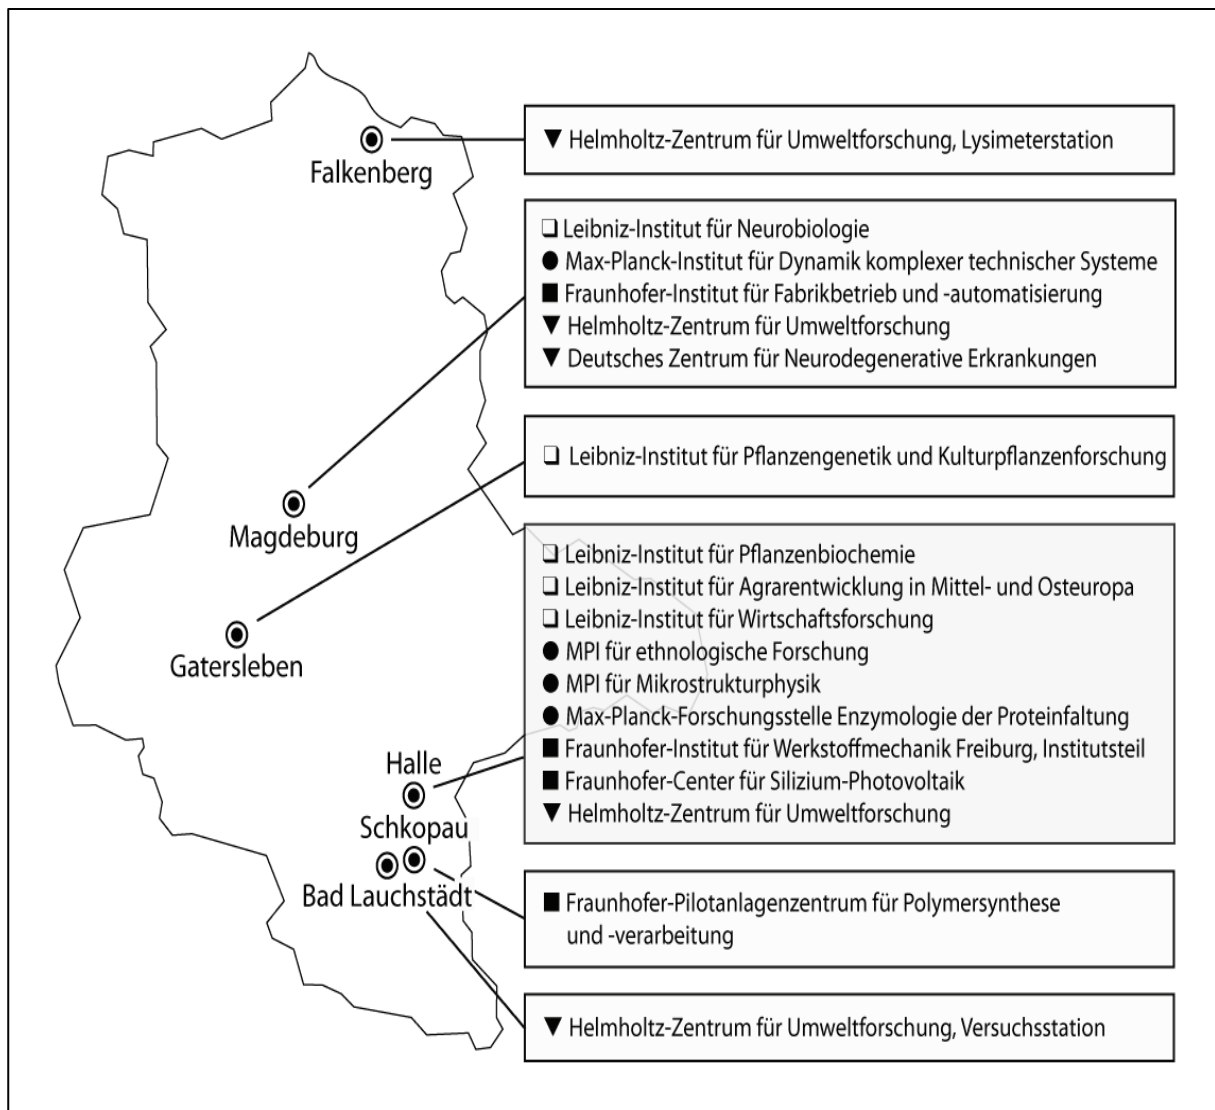 Falkenberg
▼ Helmholtz-Zentrum für Umweltforschung, Lysimeterstation
❑ Leibniz-Institut für Neurobiologie
● Max-Planck-Institut für Dynamik komplexer technischer Systeme
■ Fraunhofer-Institut für Fabrikbetrieb und -automatisierung
▼ Helmholtz-Zentrum für Umweltforschung
▼ Deutsches Zentrum für Neurodegenerative Erkrankungen
Magdeburg
❑ Leibniz-Institut für Pflanzengenetik und Kulturpflanzenforschung
Gatersleben
❑ Leibniz-Institut für Pflanzenbiochemie
❑ Leibniz-Institut für Agrarentwicklung in Mittel- und Osteuropa
❑ Leibniz-Institut für Wirtschaftsforschung
● MPI für ethnologische Forschung
● MPI für Mikrostrukturphysik
● Max-Planck-Forschungsstelle Enzymologie der Proteinfaltung
■ Fraunhofer-Institut für Werkstoffmechanik Freiburg, Institutsteil
■ Fraunhofer-Center für Silizium-Photovoltaik
▼ Helmholtz-Zentrum für Umweltforschung
Halle
Schkopau
Bad Lauchstädt
■ Fraunhofer-Pilotanlagenzentrum für Polymersynthese
und -verarbeitung
▼ Helmholtz-Zentrum für Umweltforschung, Versuchsstation